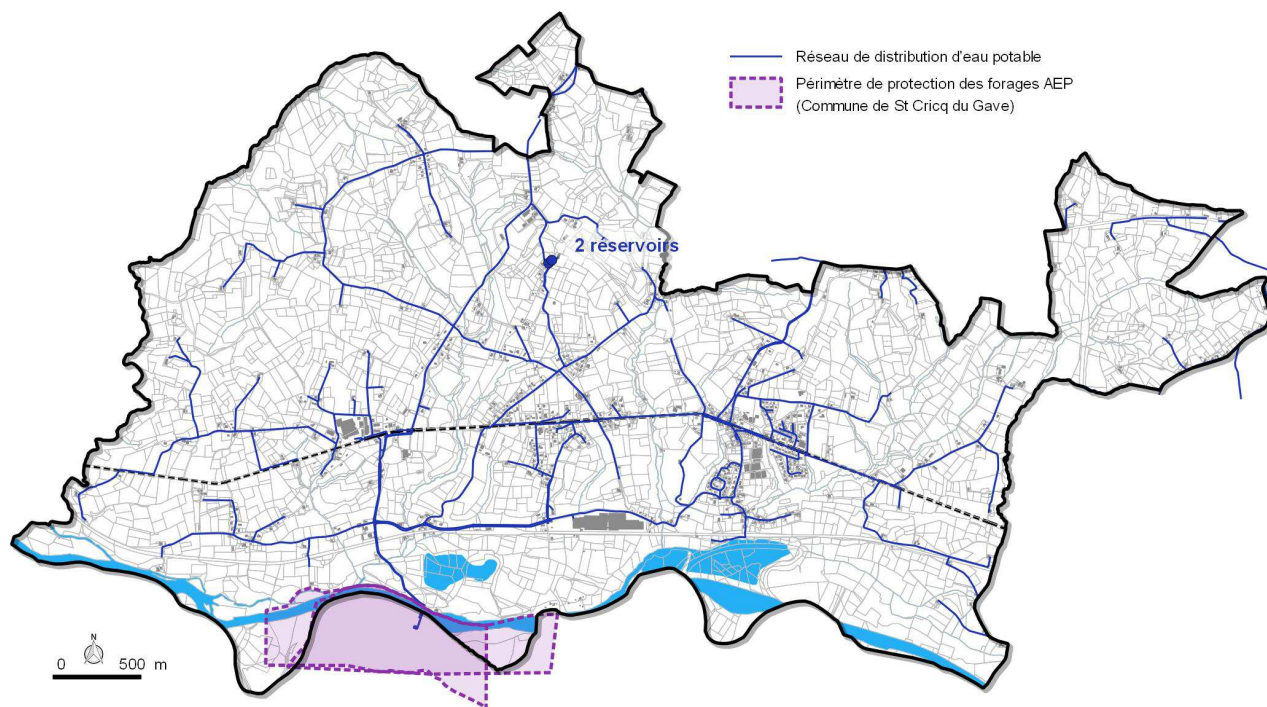 Réseau de distribution d'eau potable
Périmètre de protection des forages AEP
(Commune de St Cricq du Gave)
2 réservoirs
N
0 500 m